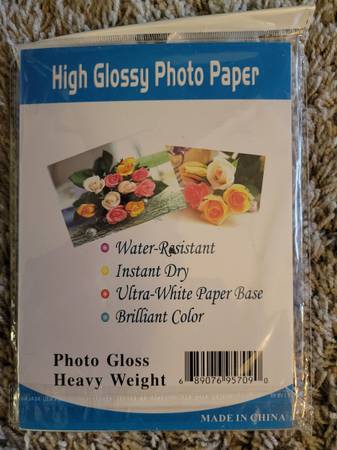 High Glossy Photo Paper
Water-Resistant
Instant Dry
Ultra-White Paper Base
Brilliant Color
Photo Gloss
Heavy Weight
6 89076 95709 0
MADE IN CHINA